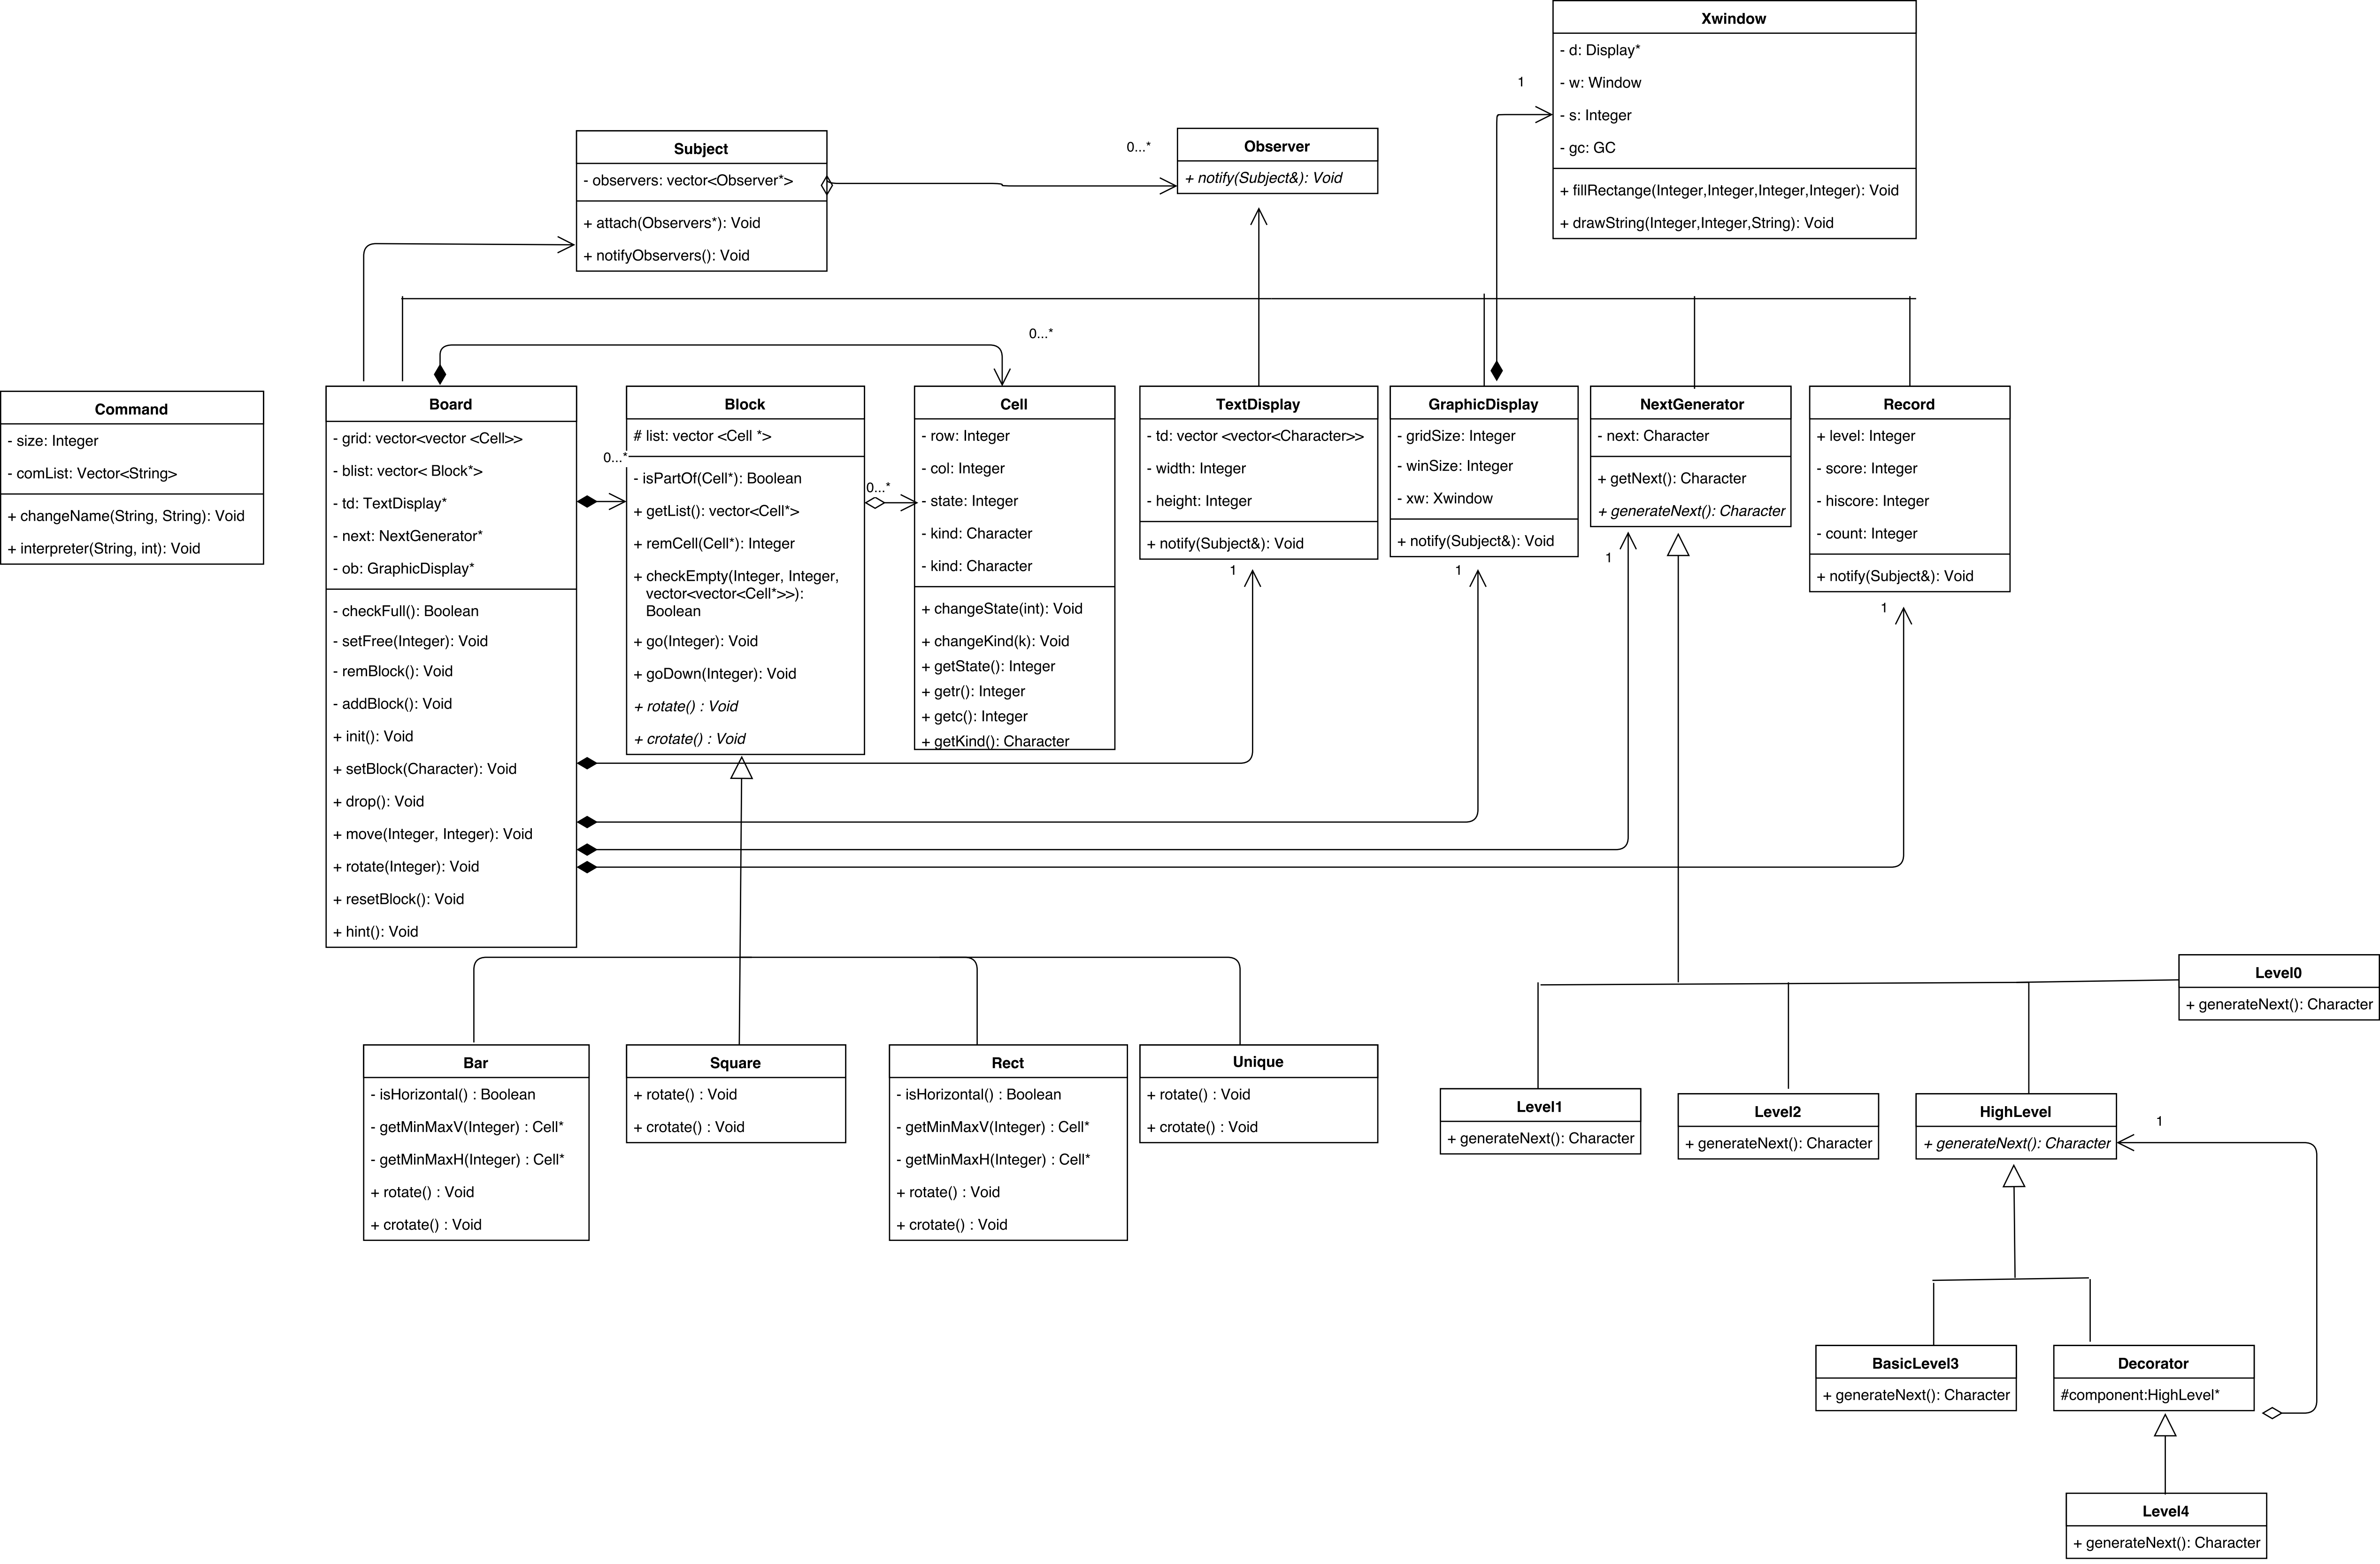 Xwindow
- d: Display*
- w: Window
- s: Integer
- gc: GC
+ fillRectange(Integer,Integer,Integer,Integer): Void
+ drawString(Integer,Integer,String): Void
1
Subject
- observers: vector<Observer*>
+ attach(Observers*): Void
+ notifyObservers(): Void
0...*
Observer
+ notify(Subject&): Void
0...*
Command
- size: Integer
- comList: Vector<String>
+ changeName(String, String): Void
+ interpreter(String, int): Void
Board
- grid: vector<vector <Cell>>
- blist: vector< Block*>
- td: TextDisplay*
- next: NextGenerator*
- ob: GraphicDisplay*
- checkFull(): Boolean
- setFree(Integer): Void
- remBlock(): Void
- addBlock(): Void
+ init(): Void
+ setBlock(Character): Void
+ drop(): Void
+ move(Integer, Integer): Void
+ rotate(Integer): Void
+ resetBlock(): Void
+ hint(): Void
0...*
Block
# list: vector <Cell *>
- isPartOf(Cell*): Boolean
+ getList(): vector<Cell*>
+ remCell(Cell*): Integer
+ checkEmpty(Integer, Integer,
vector<vector<Cell*>>):
Boolean
+ go(Integer): Void
+ goDown(Integer): Void
+ rotate() : Void
+ crotate() : Void
0...*
Cell
- row: Integer
- col: Integer
- state: Integer
- kind: Character
- kind: Character
+ changeState(int): Void
+ changeKind(k): Void
+ getState(): Integer
+ getr(): Integer
+ getc(): Integer
+ getKind(): Character
TextDisplay
- td: vector <vector<Character>>
- width: Integer
- height: Integer
+ notify(Subject&): Void
1
GraphicDisplay
- gridSize: Integer
- winSize: Integer
- xw: Xwindow
+ notify(Subject&): Void
1
NextGenerator
- next: Character
+ getNext(): Character
+ generateNext(): Character
1
Record
+ level: Integer
- score: Integer
- hiscore: Integer
- count: Integer
+ notify(Subject&): Void
1
Bar
- isHorizontal() : Boolean
- getMinMaxV(Integer) : Cell*
- getMinMaxH(Integer) : Cell*
+ rotate() : Void
+ crotate() : Void
Square
+ rotate() : Void
+ crotate() : Void
Rect
- isHorizontal() : Boolean
- getMinMaxV(Integer) : Cell*
- getMinMaxH(Integer) : Cell*
+ rotate() : Void
+ crotate() : Void
Unique
+ rotate() : Void
+ crotate() : Void
Level0
+ generateNext(): Character
Level1
+ generateNext(): Character
Level2
+ generateNext(): Character
HighLevel
+ generateNext(): Character
1
BasicLevel3
+ generateNext(): Character
Decorator
#component:HighLevel*
Level4
+ generateNext(): Character